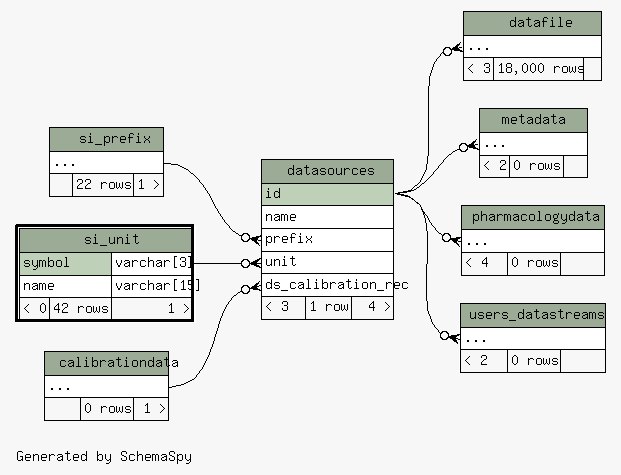 datafile
...
< 3 18,000 rows
metadata
...
< 2 0 rows
si_prefix
...
22 rows 1 >
datasources
id
name
prefix
unit
ds_calibration_rec
< 3 1 row 4 >
pharmacologydata
...
< 4 0 rows
si_unit
symbol varchar[3]
name varchar[15]
< 0 42 rows 1 >
users_datastreams
...
< 2 0 rows
calibrationdata
...
0 rows 1 >
Generated by SchemaSpy